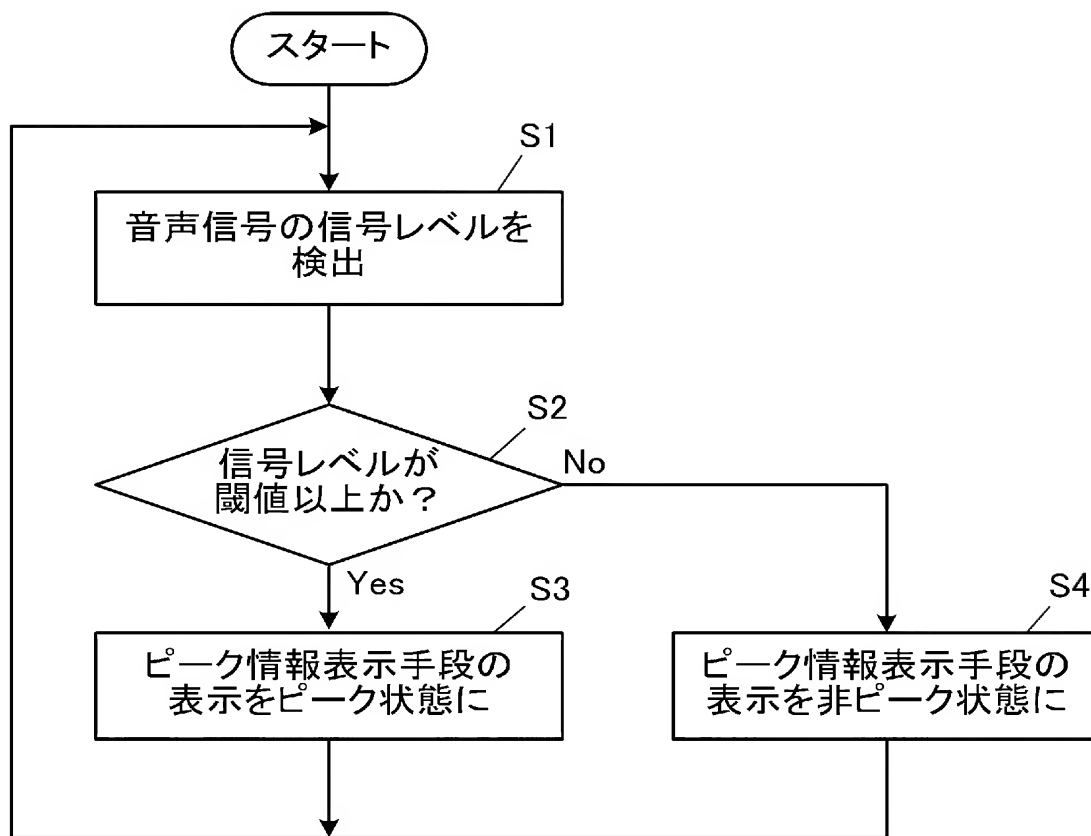 スタート
S1
音声信号の信号レベルを
検出
S2
信号レベルが
閾値以上か？
No
Yes
S3
ピーク情報表示手段の
表示をピーク状態に
S4
ピーク情報表示手段の
表示を非ピーク状態に